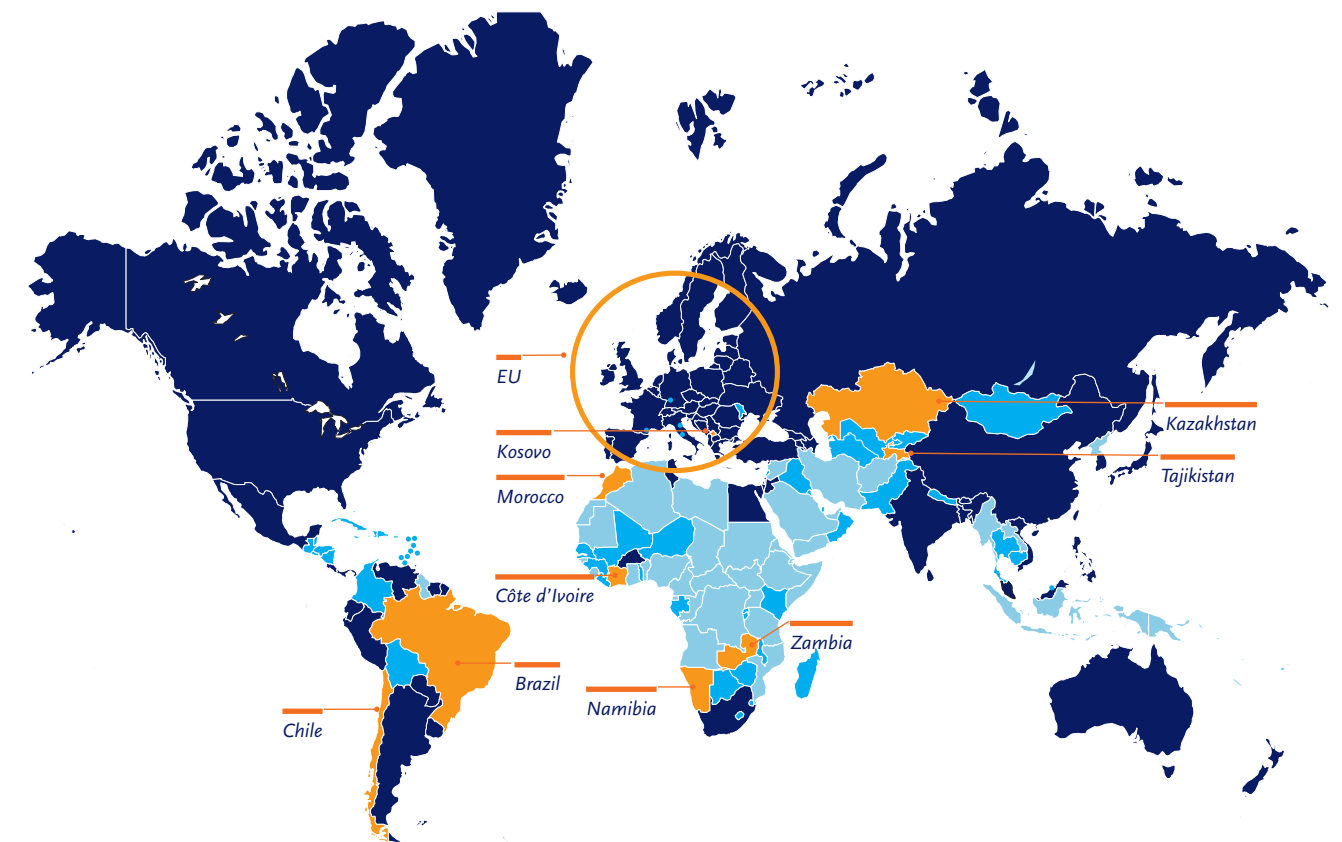 EU
Kazakhstan
Kosovo
Tajikistan
Morocco
Côte d'Ivoire
Zambia
Brazil
Namibia
Chile